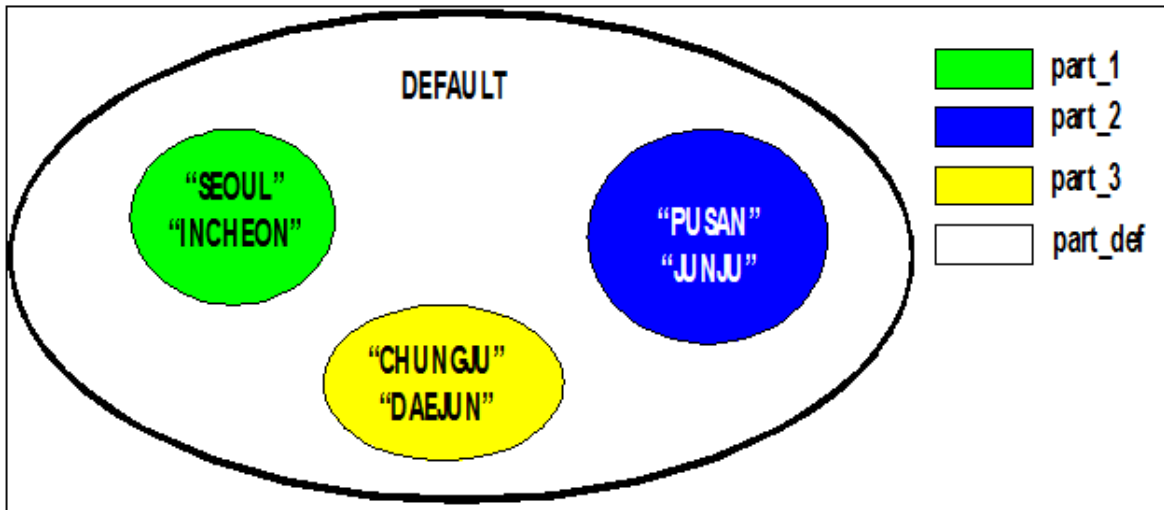 DEFAULT
“SEOUL”
“INCHEON”
“PUSAN”
“JUNJU”
“CHUNGJU”
“DAEJUN”
part_1
part_2
part_3
part_def